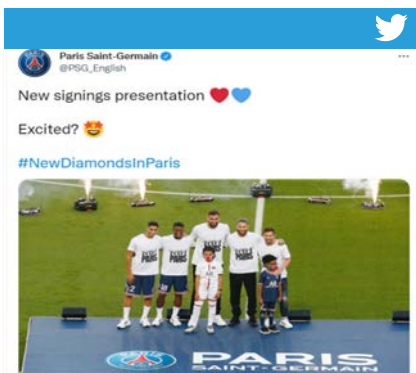 Paris Saint-Germain
@PSG_English
New signings presentation
Excited?
#NewDiamondsInParis
PARIS
SAINT-GERMAIN